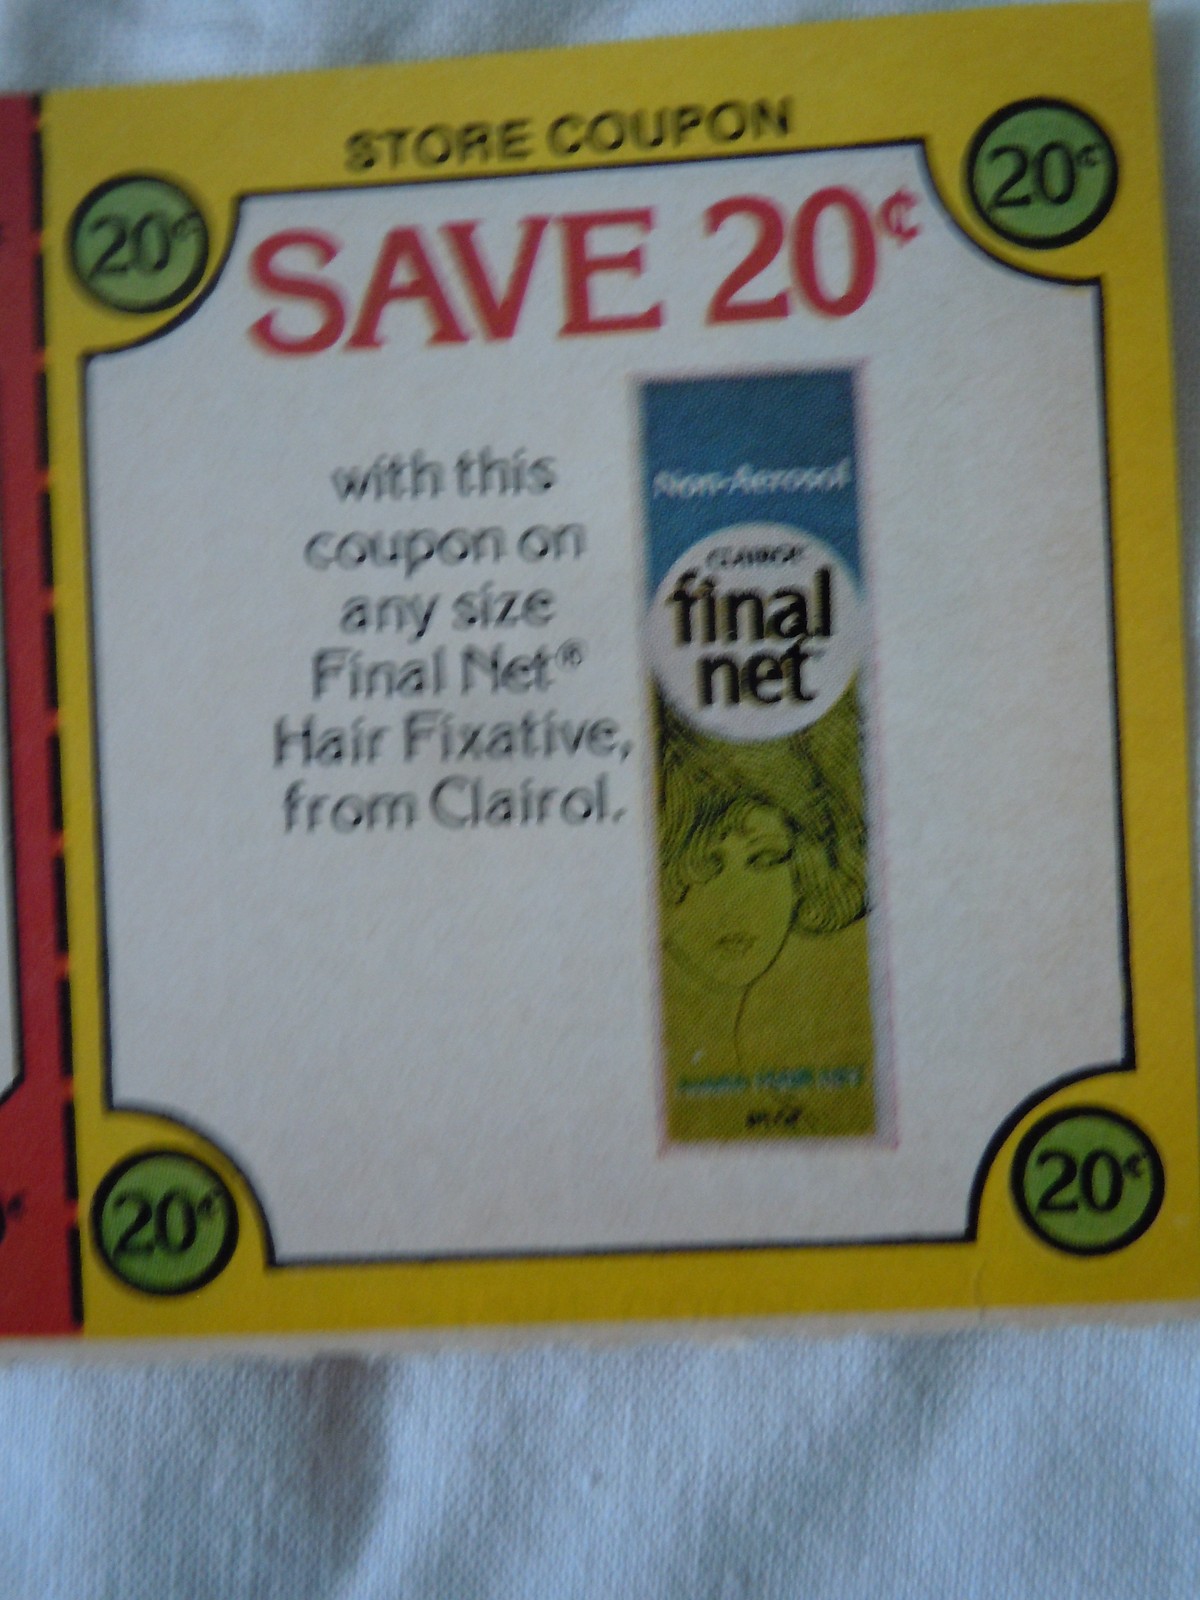 STORE COUPON
20¢
20¢
SAVE 20¢
with this
coupon on
any size
Final Net®
Hair Fixative,
from Clairol.
Non-Aerosol
CLAIROL
final
net
20¢
20¢